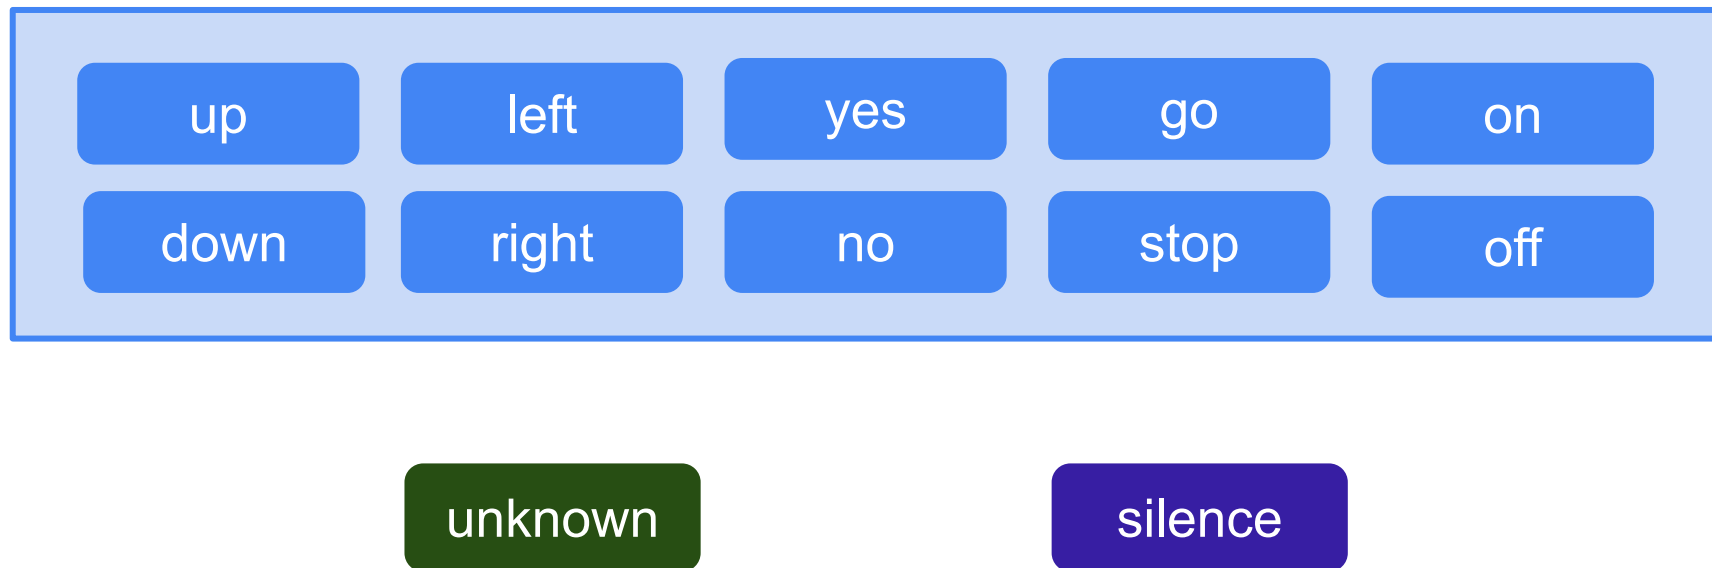 up left yes go on
down right no stop off
unknown silence